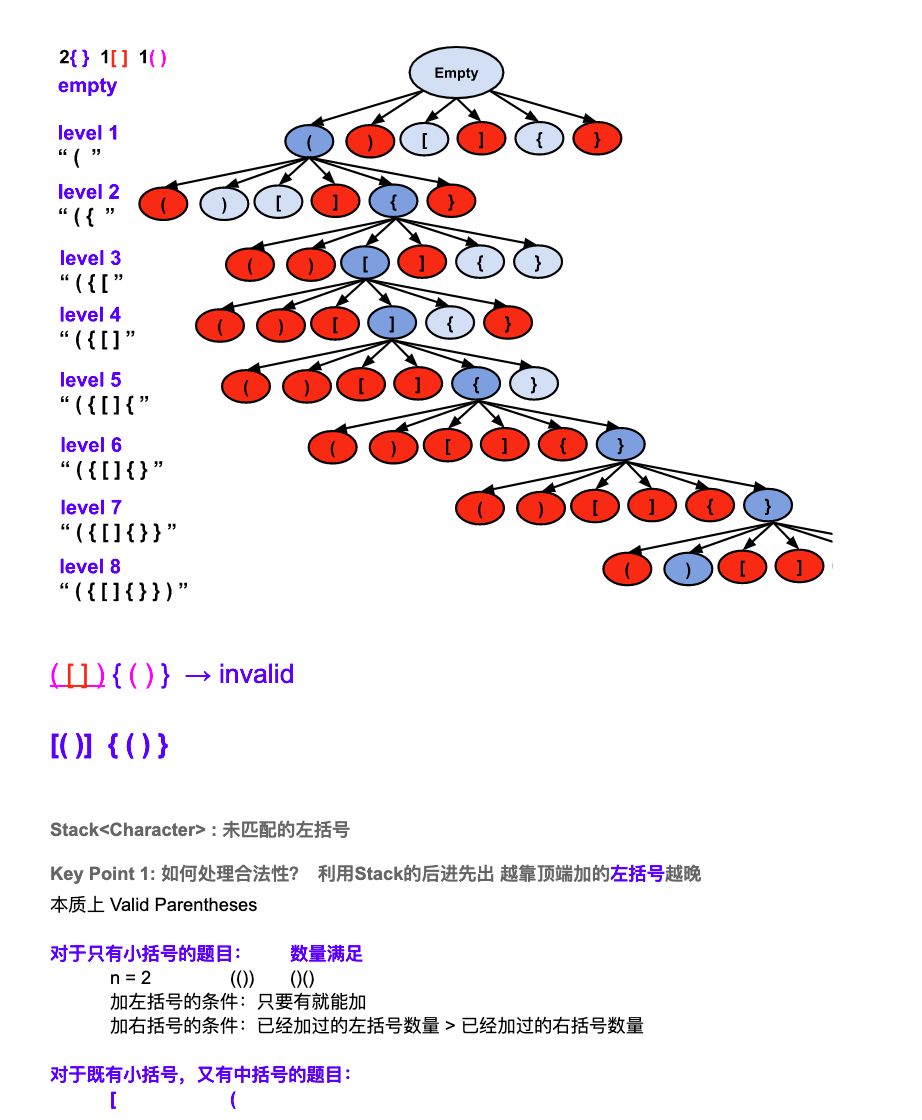 2{ } 1[ ] 1( )
empty
Empty
level 1
“ ( ”
( ) [ ] { }
level 2
“ ( { ”
( ) [ ] { }
level 3
“ ( { [ ”
( ) [ ] { }
level 4
“ ( { [ ] ”
( ) [ ] { }
level 5
“ ( { [ ] { ”
( ) [ ] { }
level 6
“ ( { [ ] { } ”
( ) [ ] { }
level 7
“ ( { [ ] { } } ”
( ) [ ] { }
level 8
“ ( { [ ] { } } ) ”
( ) [ ]
( [ ] ) { ( ) } → invalid
[( )] { ( ) }
Stack<Character> : 未匹配的左括号
Key Point 1: 如何处理合法性? 利用Stack的后进先出 越靠顶端加的左括号越晚
本质上 Valid Parentheses
对于只有小括号的题目： 数量满足
n = 2 (()) ()()
加左括号的条件：只要有就能加
加右括号的条件：已经加过的左括号数量 > 已经加过的右括号数量
对于既有小括号，又有中括号的题目：
[ (